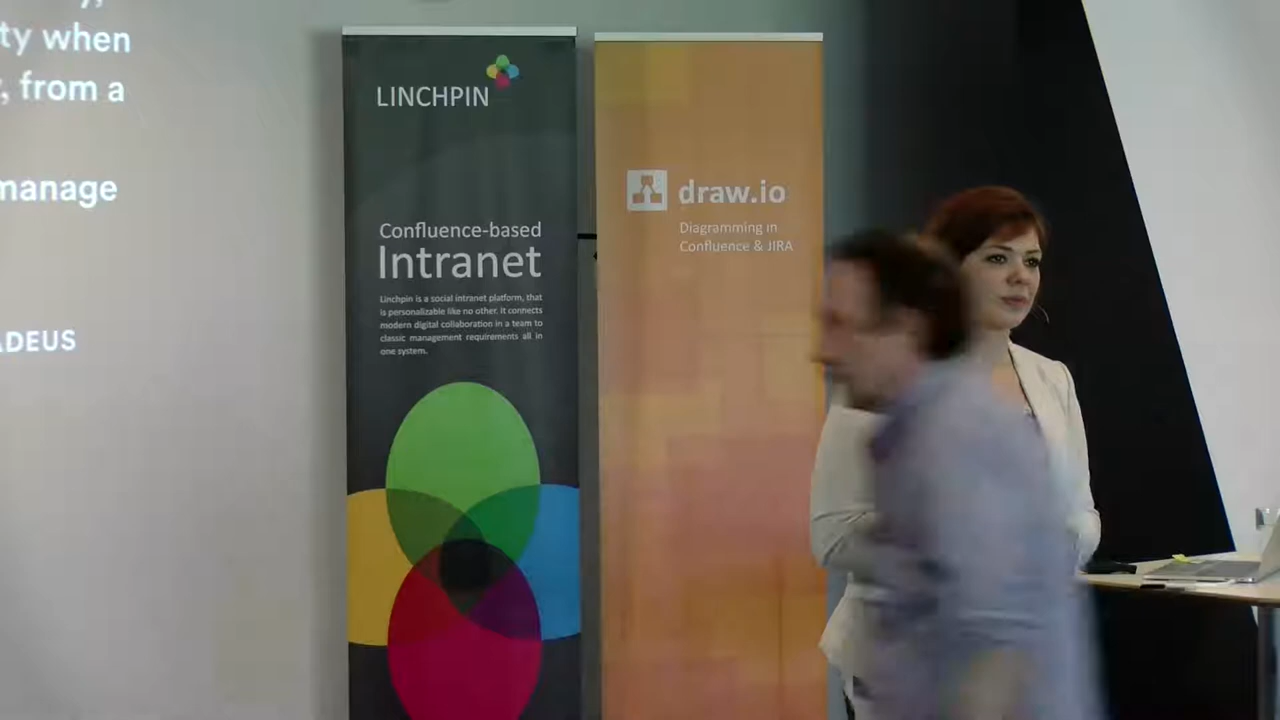 ty when
, from a
manage
ADEUS
LINCHPIN
Confluence-based
Intranet
Linchpin is a social intranet platform, that
is personalizable like no other. It connects
modern digital collaboration in a team to
classic management requirements all in
one system.
draw.io
Diagramming in
Confluence & JIRA